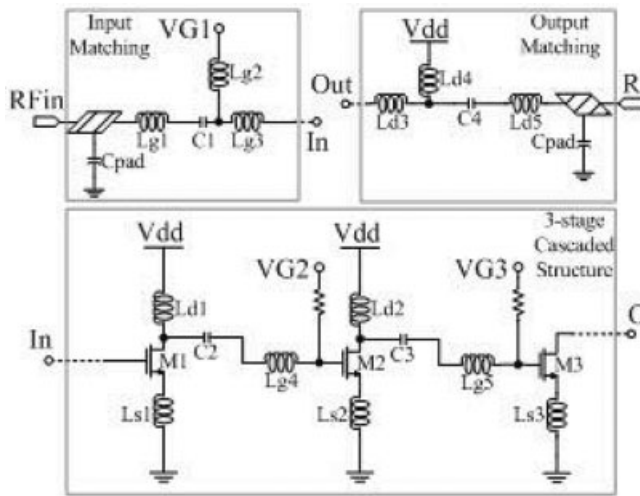 Input
Matching
VG1
Lg2
RFin
Lg1
C1
Lg3
In
Cpad
Output
Matching
Vdd
Ld4
Out
Ld3
C4
Ld5
Cpad
3-stage
Cascaded
Structure
Vdd
Ld1
VG2
Vdd
Ld2
VG3
In
M1
C2
Lg4
M2
C3
Lg5
M3
Ls1
Ls2
Ls3